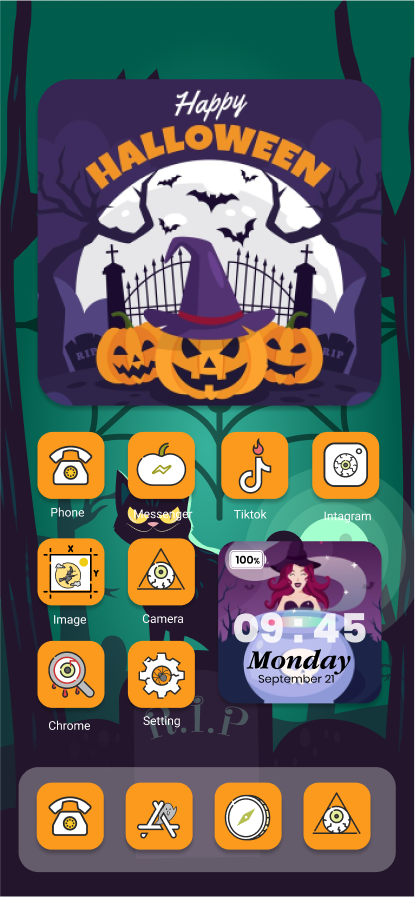 Happy
HALLOWEEN
RIP
RIP
Phone
Messenger
Tiktok
Intagram
X
Y
100%
09:45
Monday
September 21
Image
Camera
Chrome
Setting
R.i.P